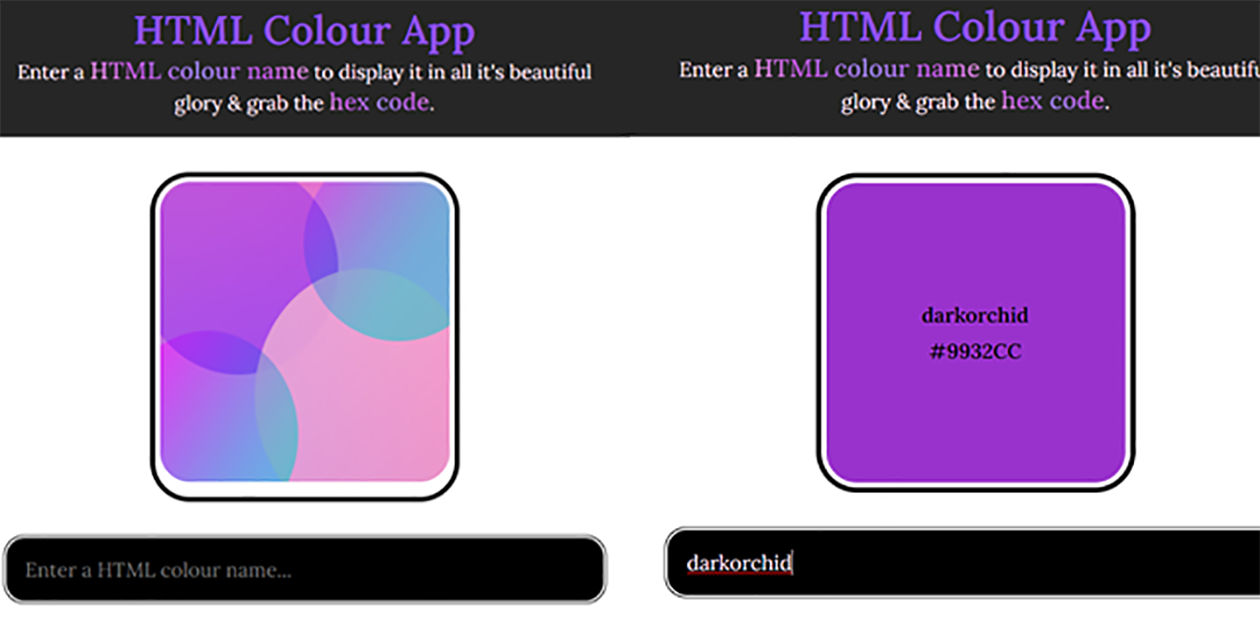 HTML Colour App
Enter a HTML colour name to display it in all it's beautiful
glory & grab the hex code.
Enter a HTML colour name...
HTML Colour App
Enter a HTML colour name to display it in all it's beautifu
glory & grab the hex code.
darkorchid
#9932CC
darkorchid